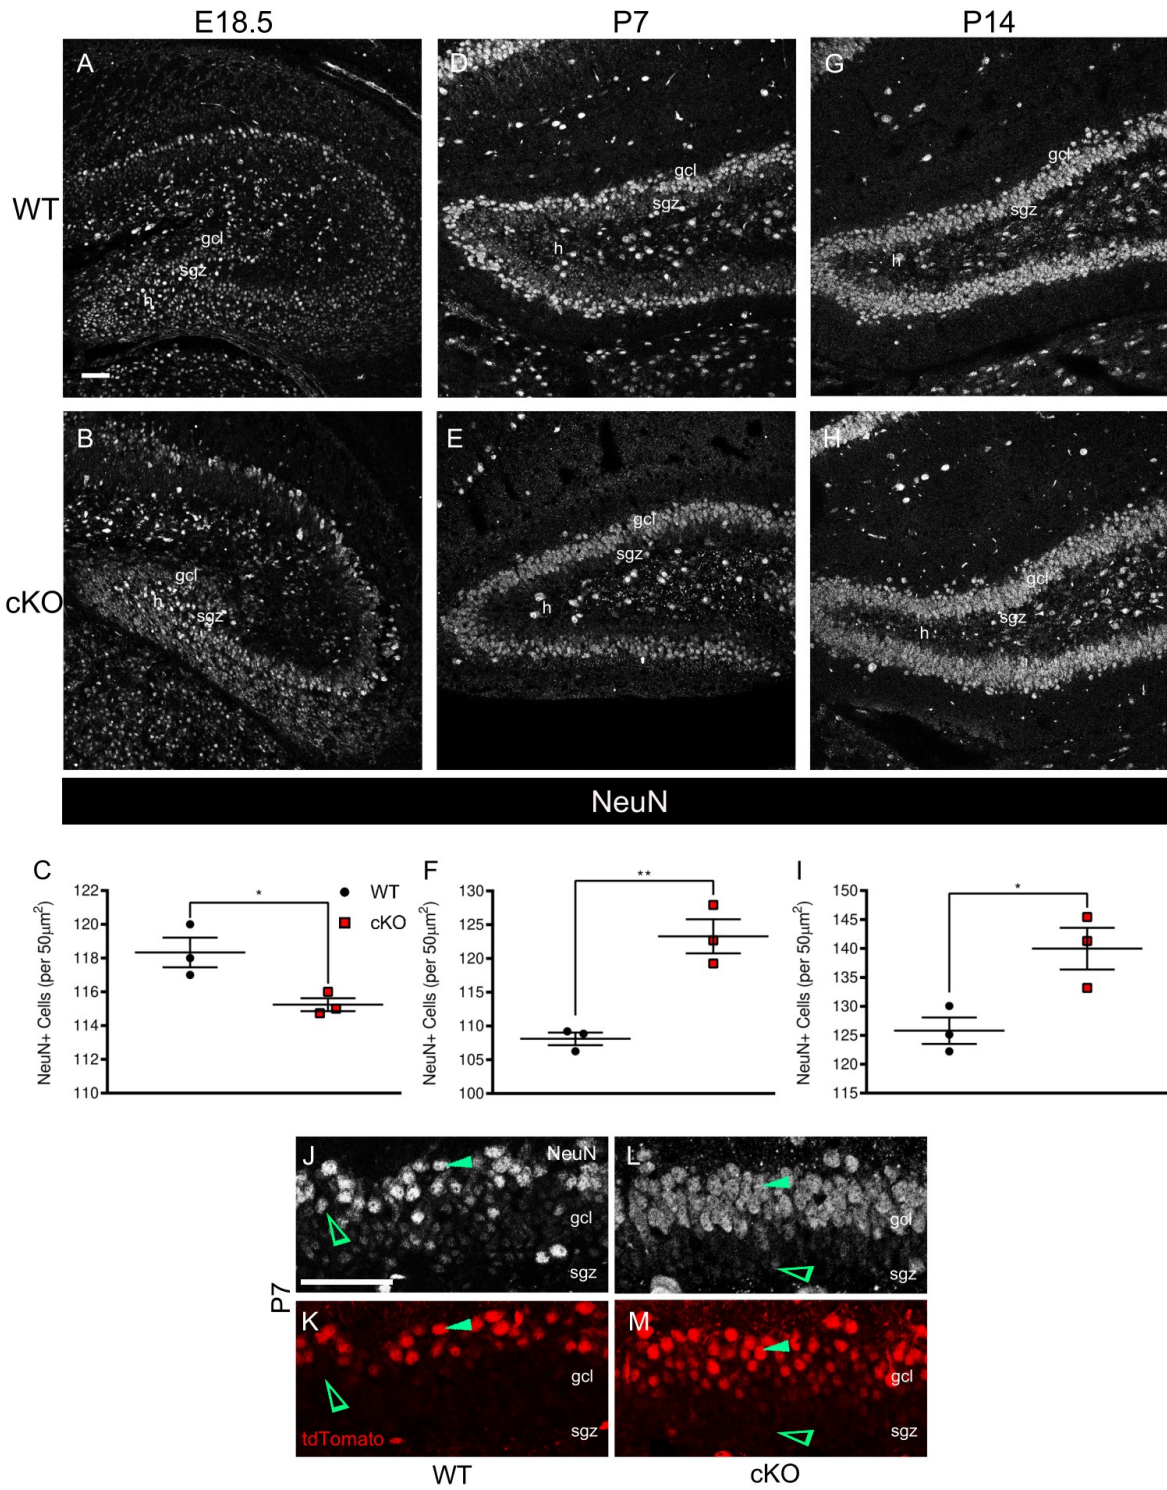 E18.5 P7 P14
A D G
WT
gcl gcl gcl
sgz sgz sgz
h h h
B E H
cKO
gcl gcl gcl
h sgz sgz sgz
h h
NeuN
C F I
NeuN+ Cells (per 50μm²)
122
120
118
116
114
112
110
*
WT
cKO
NeuN+ Cells (per 50μm²)
130
125
120
115
110
105
100
**
NeuN+ Cells (per 50μm²)
150
145
140
135
130
125
120
115
*
P7
J NeuN L
gcl gcl
sgz sgz
K M
gcl gcl
tdTomato sgz sgz
WT cKO